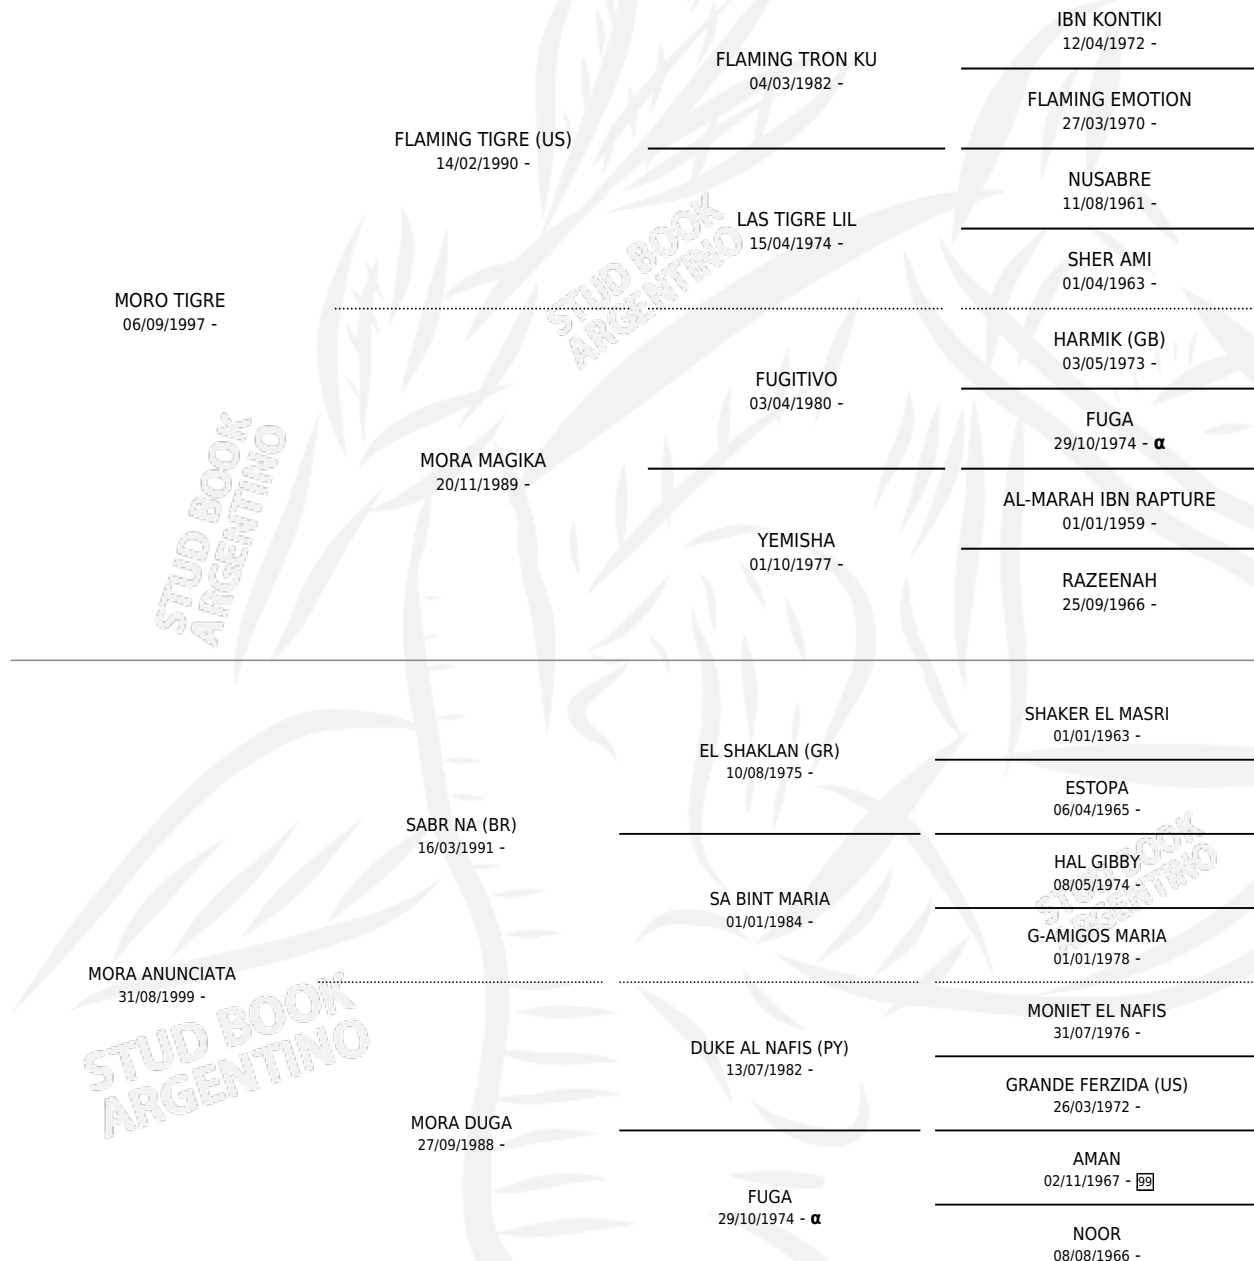 IBN KONTIKI
12/04/1972 -
FLAMING TRON KU
04/03/1982 -
FLAMING EMOTION
27/03/1970 -
FLAMING TIGRE (US)
14/02/1990 -
NUSABRE
11/08/1961 -
LAS TIGRE LIL
15/04/1974 -
SHER AMI
01/04/1963 -
MORO TIGRE
06/09/1997 -
HARMIK (GB)
03/05/1973 -
FUGITIVO
03/04/1980 -
FUGA
29/10/1974 - α
MORA MAGIKA
20/11/1989 -
AL-MARAH IBN RAPTURE
01/01/1959 -
YEMISHA
01/10/1977 -
RAZEENAH
25/09/1966 -
SHAKER EL MASRI
01/01/1963 -
EL SHAKLAN (GR)
10/08/1975 -
ESTOPA
06/04/1965 -
SABR NA (BR)
16/03/1991 -
HAL GIBBY
08/05/1974 -
SA BINT MARIA
01/01/1984 -
G-AMIGOS MARIA
01/01/1978 -
MORA ANUNCIATA
31/08/1999 -
MONIET EL NAFIS
31/07/1976 -
DUKE AL NAFIS (PY)
13/07/1982 -
GRANDE FERZIDA (US)
26/03/1972 -
MORA DUGA
27/09/1988 -
AMAN
02/11/1967 - 99
FUGA
29/10/1974 - α
NOOR
08/08/1966 -
STUD BOOK
ARGENTINO
STUD BOOK
ARGENTINO
STUD BOOK
ARGENTINO
STUD BOOK
ARGENTINO